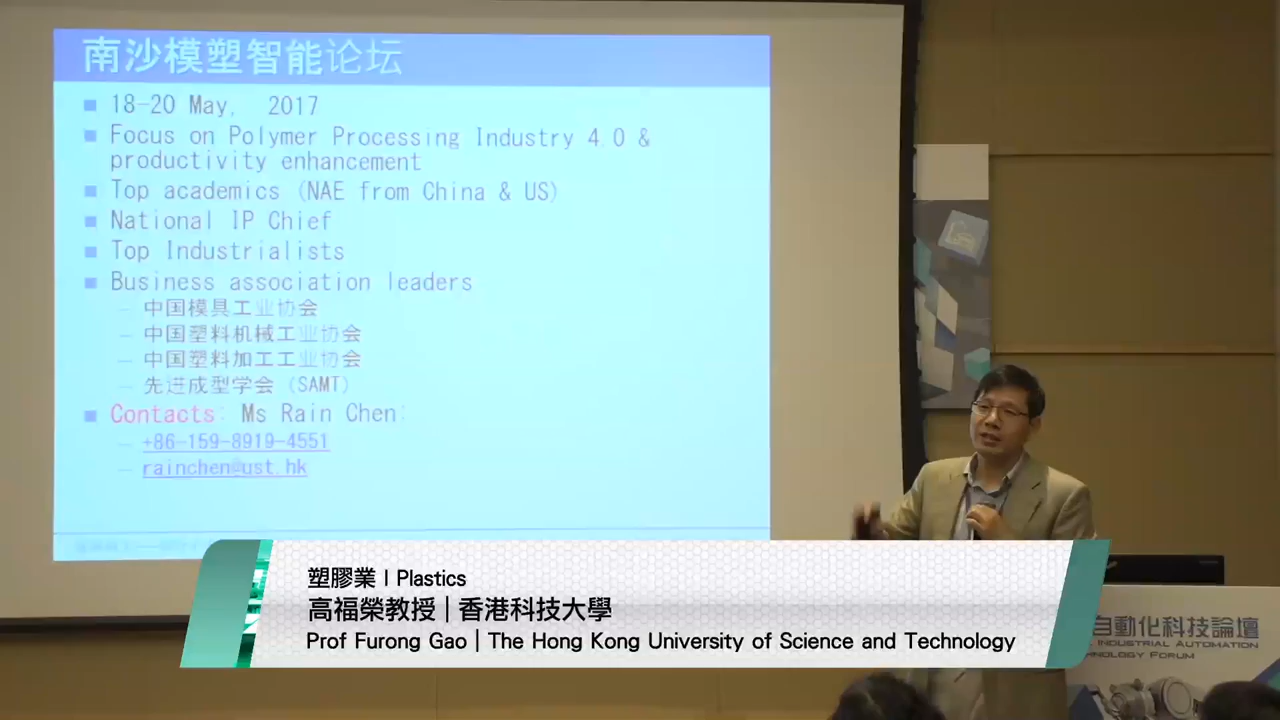 南沙模塑智能论坛
18-20 May, 2017
Focus on Polymer Processing Industry 4.0 &
productivity enhancement
Top academics (NAE from China & US)
National IP Chief
Top Industrialists
Business association leaders
– 中国模具工业协会
– 中国塑料机械工业协会
– 中国塑料加工工业协会
– 先进成型学会 (SAMT)
Contacts: Ms Rain Chen:
– +86-159-8919-4551
– rainchen@ust.hk
塑膠業 | Plastics
高福榮教授 | 香港科技大學
Prof Furong Gao | The Hong Kong University of Science and Technology
自動化科技論壇
INDUSTRIAL AUTOMATION
FORUM